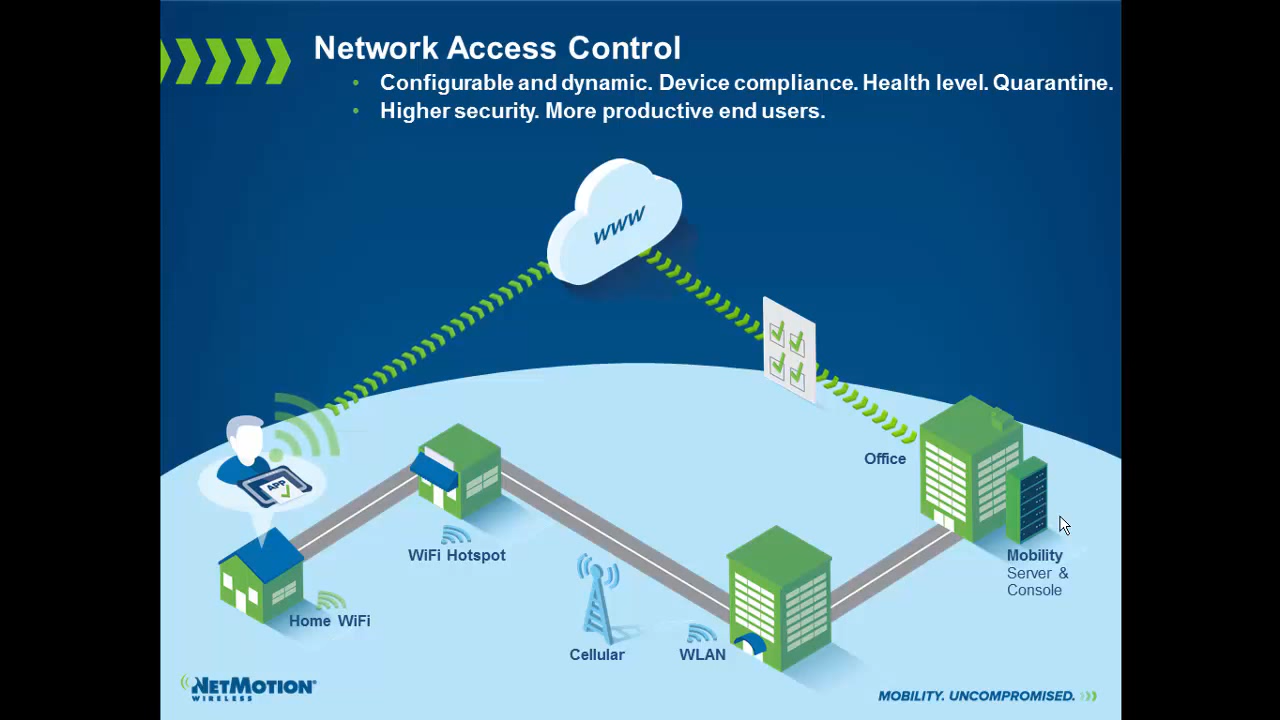 Network Access Control
• Configurable and dynamic. Device compliance. Health level. Quarantine.
• Higher security. More productive end users.
www
APP
Office
WiFi Hotspot
Mobility
Server &
Console
Home WiFi
Cellular
WLAN
NETMOTION®
WIRELESS
MOBILITY. UNCOMPROMISED.